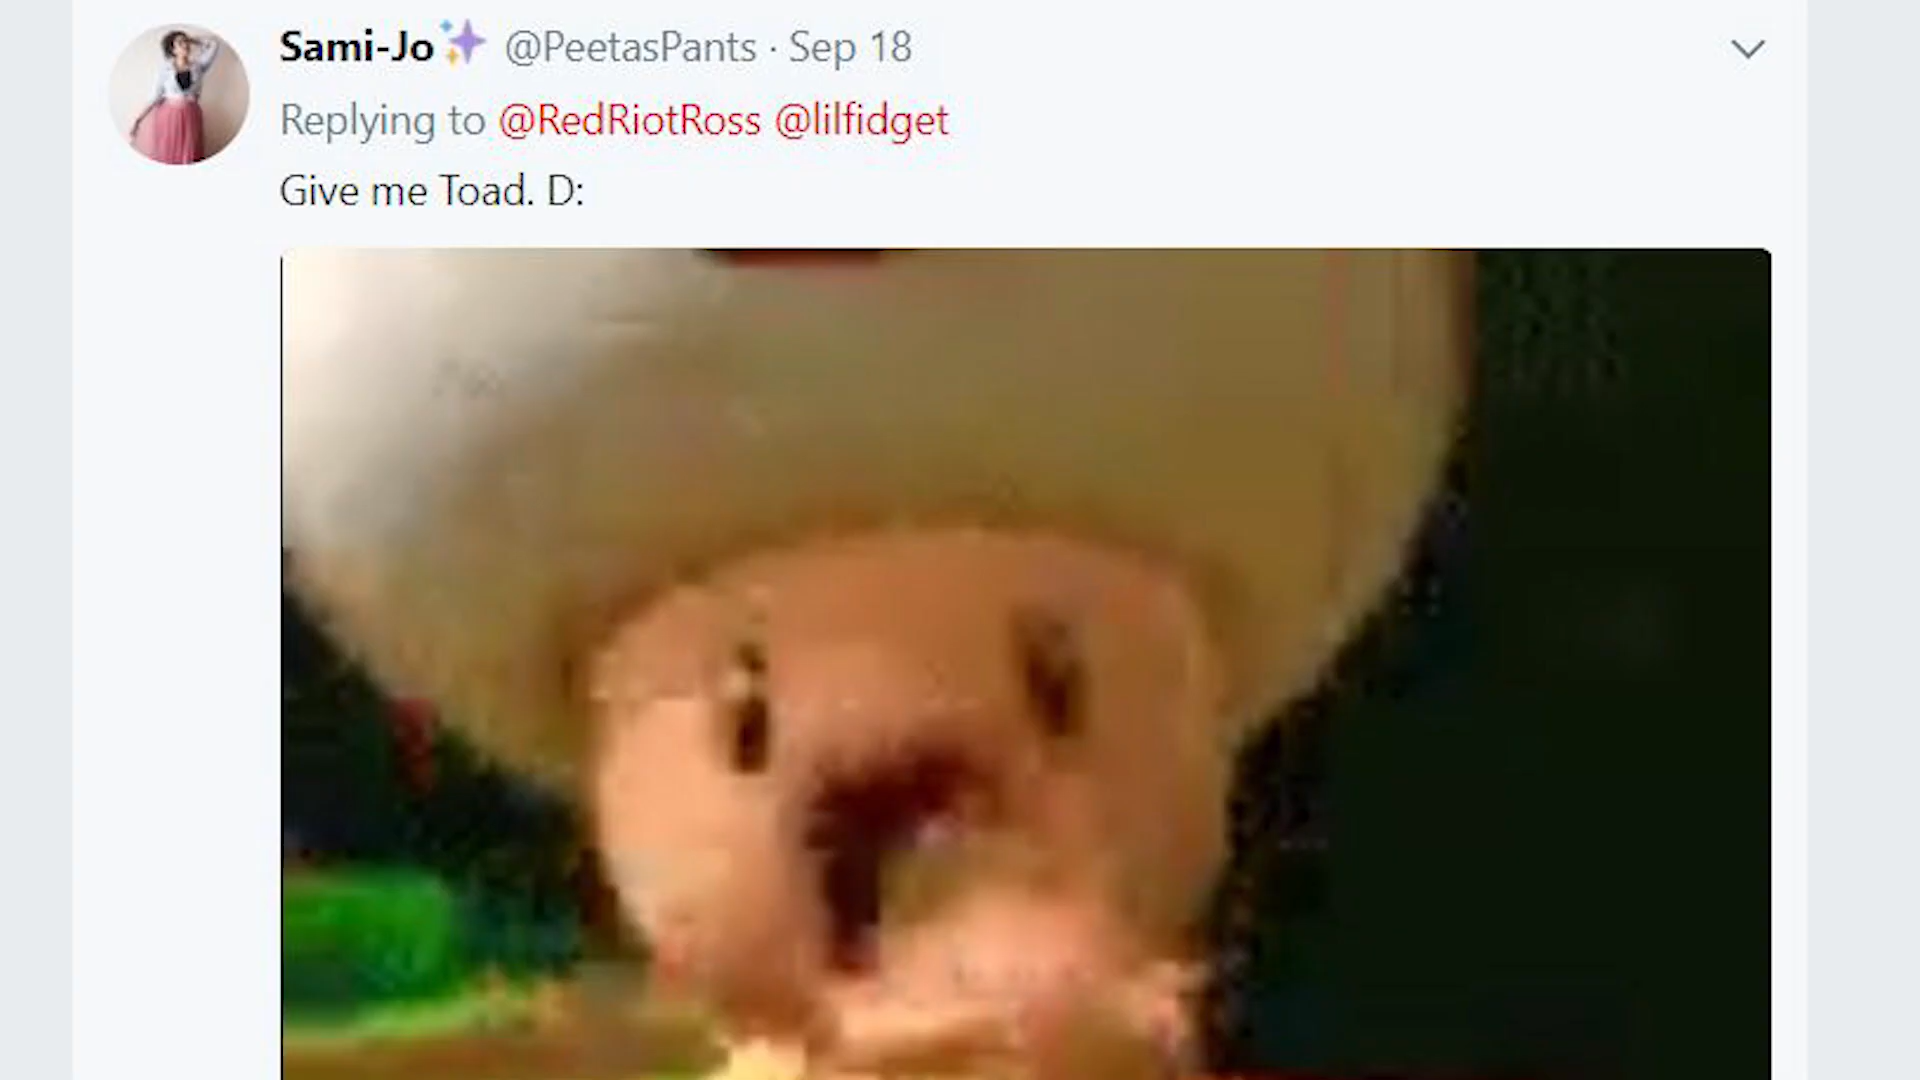 Sami-Jo✨ @PeetasPants · Sep 18
Replying to @RedRiotRoss @lilfidget
Give me Toad. D: